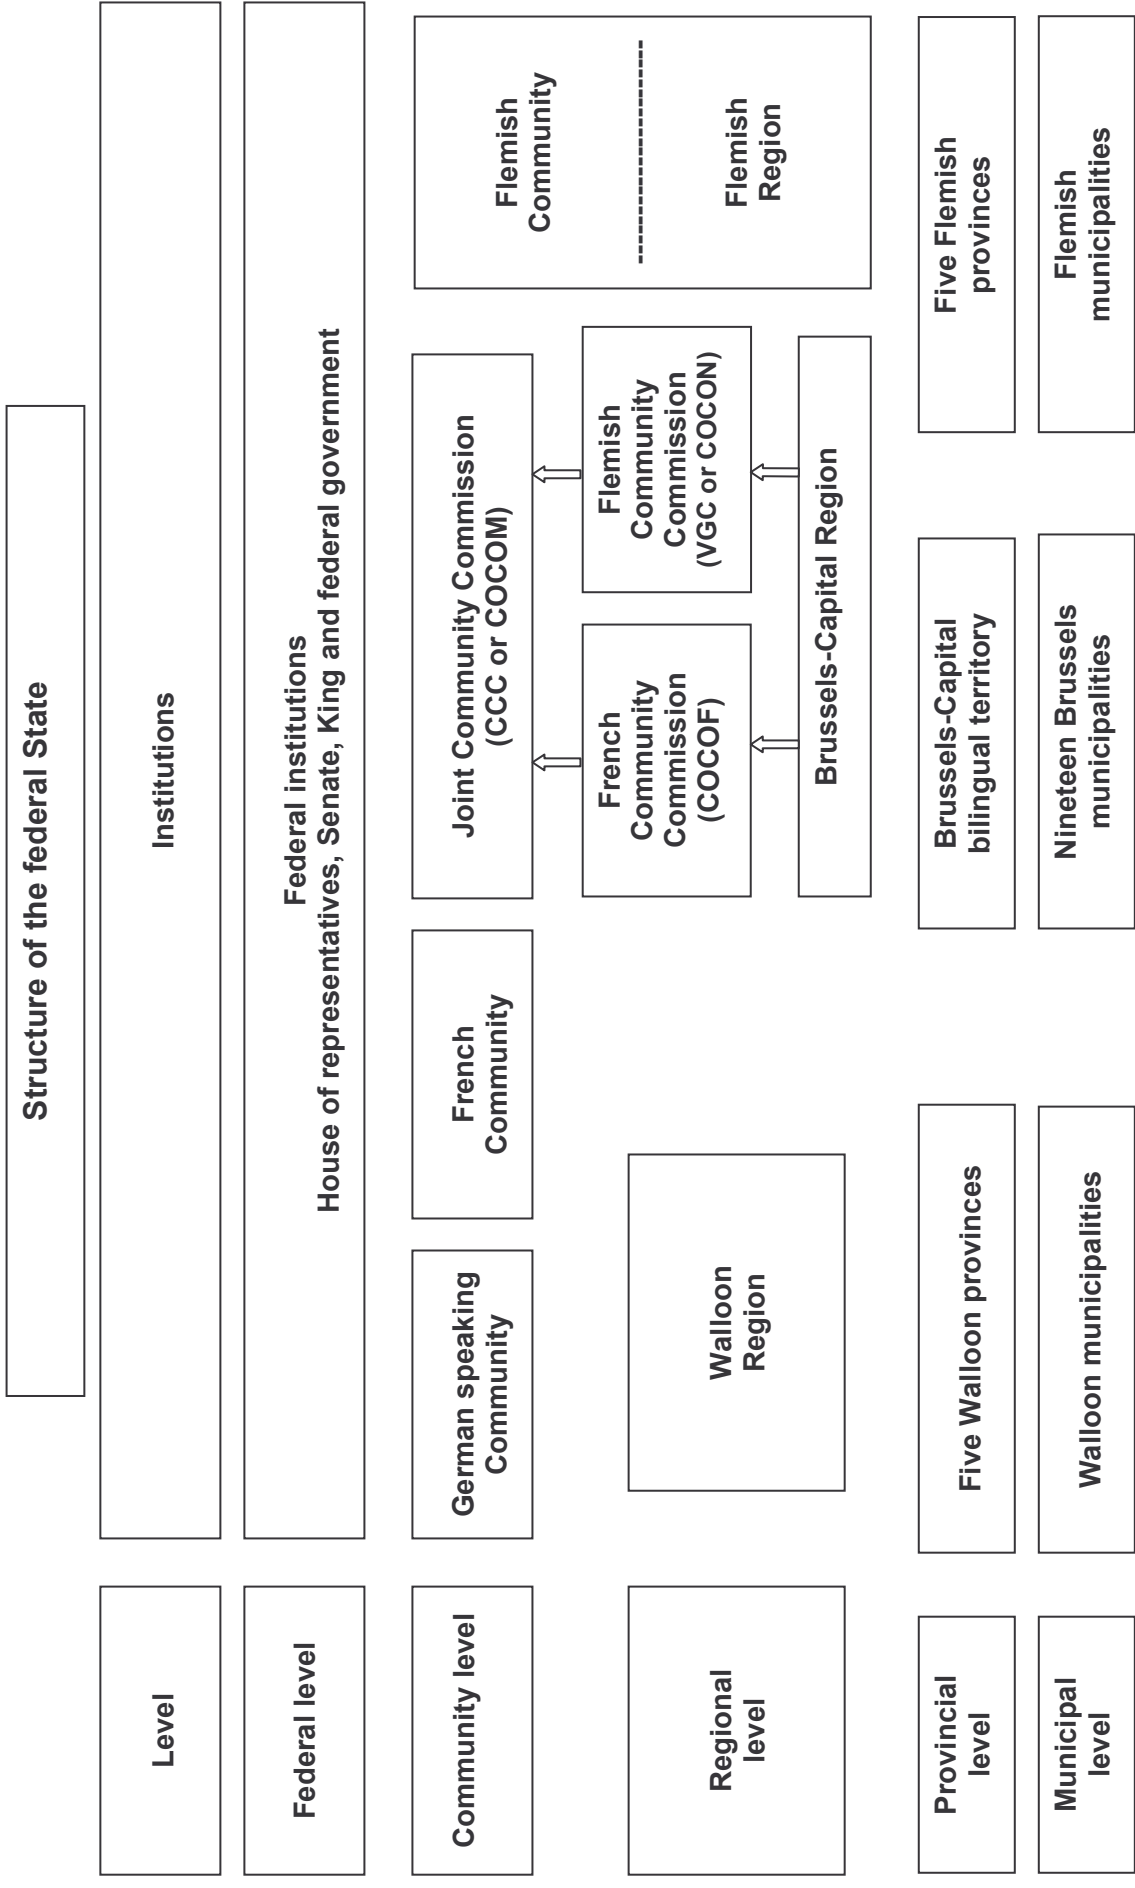 Structure of the federal State
Level
Institutions
Federal level
Federal institutions
House of representatives, Senate, King and federal government
Community level
German speaking
Community
French
Community
Joint Community Commission
(CCC or COCOM)
Flemish
Community
Regional
level
Walloon
Region
French
Community
Commission
(COCOF)
Flemish
Community
Commission
(VGC or COCON)
Brussels-Capital Region
Flemish
Region
Provincial
level
Five Walloon provinces
Brussels-Capital
bilingual territory
Five Flemish
provinces
Municipal
level
Walloon municipalities
Nineteen Brussels
municipalities
Flemish
municipalities